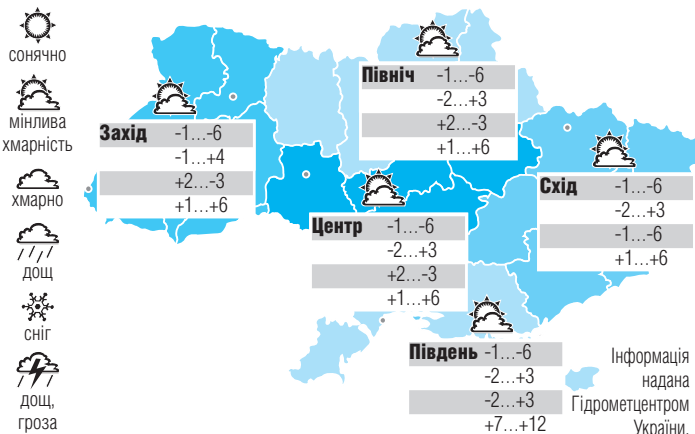 сонячно
мінлива
хмарність
хмарно
дощ
сніг
дощ,
гроза
Північ -1...-6
-2...+3
+2...-3
+1...+6
Захід -1...-6
-1...+4
+2...-3
+1...+6
Схід -1...-6
-2...+3
-1...-6
+1...+6
Центр -1...-6
-2...+3
+2...-3
+1...+6
Південь -1...-6
-2...+3
-2...+3
+7...+12
Інформація
надана
Гідрометцентром
України.